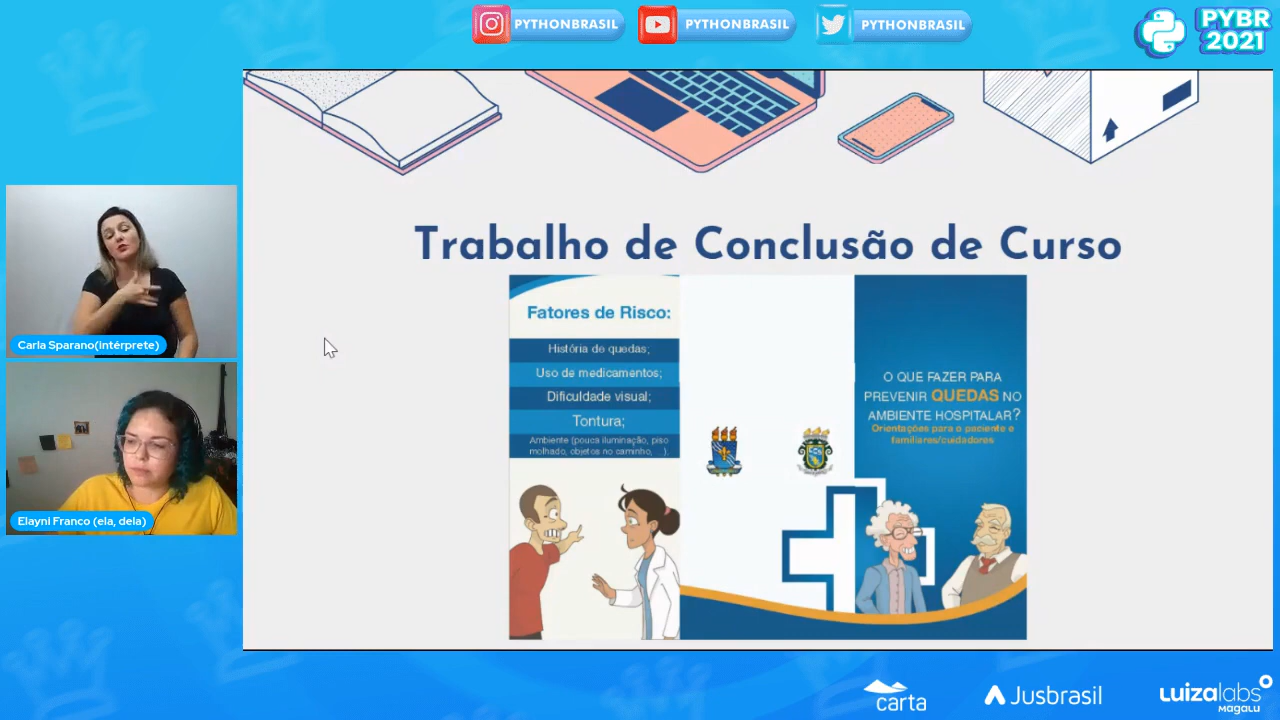 PYTHONBRASIL
PYTHONBRASIL
PYTHONBRASIL
PYBR
2021
Trabalho de Conclusão de Curso
Fatores de Risco:
História de quedas;
Uso de medicamentos;
Dificuldade visual;
Tontura;
Ambiente (pouca iluminação, piso
molhado, objetos no caminho, ...).
O QUE FAZER PARA
PREVENIR QUEDAS NO
AMBIENTE HOSPITALAR?
Orientações para o paciente e
familiares/cuidadores
Carla Sparano(intérprete)
Elayni Franco (ela, dela)
carta
Jusbrasil
LUIZAlabs
MAGALU